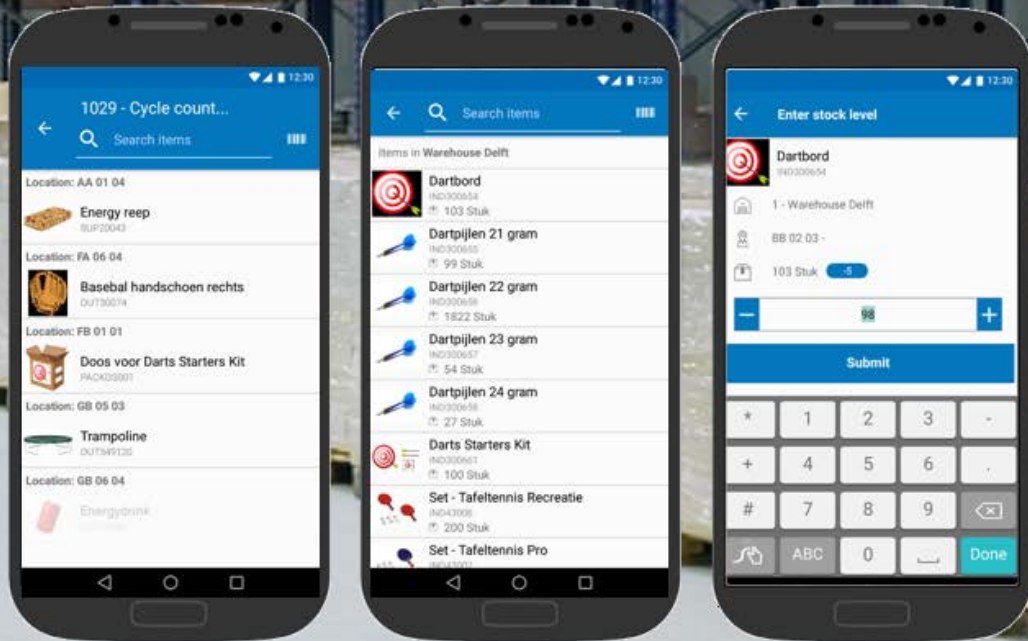 12:30
1029 - Cycle count...
Search items
Location: AA 01 04
Energy reep
SUP20043
Location: FA 06 04
Basebal handschoen rechts
OUT30074
Location: FB 01 01
Doos voor Darts Starters Kit
PACKDS001
Location: GB 05 03
Trampoline
OUT549120
Location: GB 06 04
Energydrink
12:30
Search items
Items in Warehouse Delft
Dartbord
IND300654
103 Stuk
Dartpijlen 21 gram
IND300655
99 Stuk
Dartpijlen 22 gram
IND300656
1822 Stuk
Dartpijlen 23 gram
IND300657
54 Stuk
Dartpijlen 24 gram
IND300658
27 Stuk
Darts Starters Kit
IND300661
100 Stuk
Set - Tafeltennis Recreatie
IND43006
200 Stuk
Set - Tafeltennis Pro
12:30
Enter stock level
Dartbord
IND300654
1 - Warehouse Delft
BB 02 03 -
103 Stuk -5
− 98 +
Submit
* 1 2 3 -
+ 4 5 6 .
# 7 8 9
ABC 0 Done